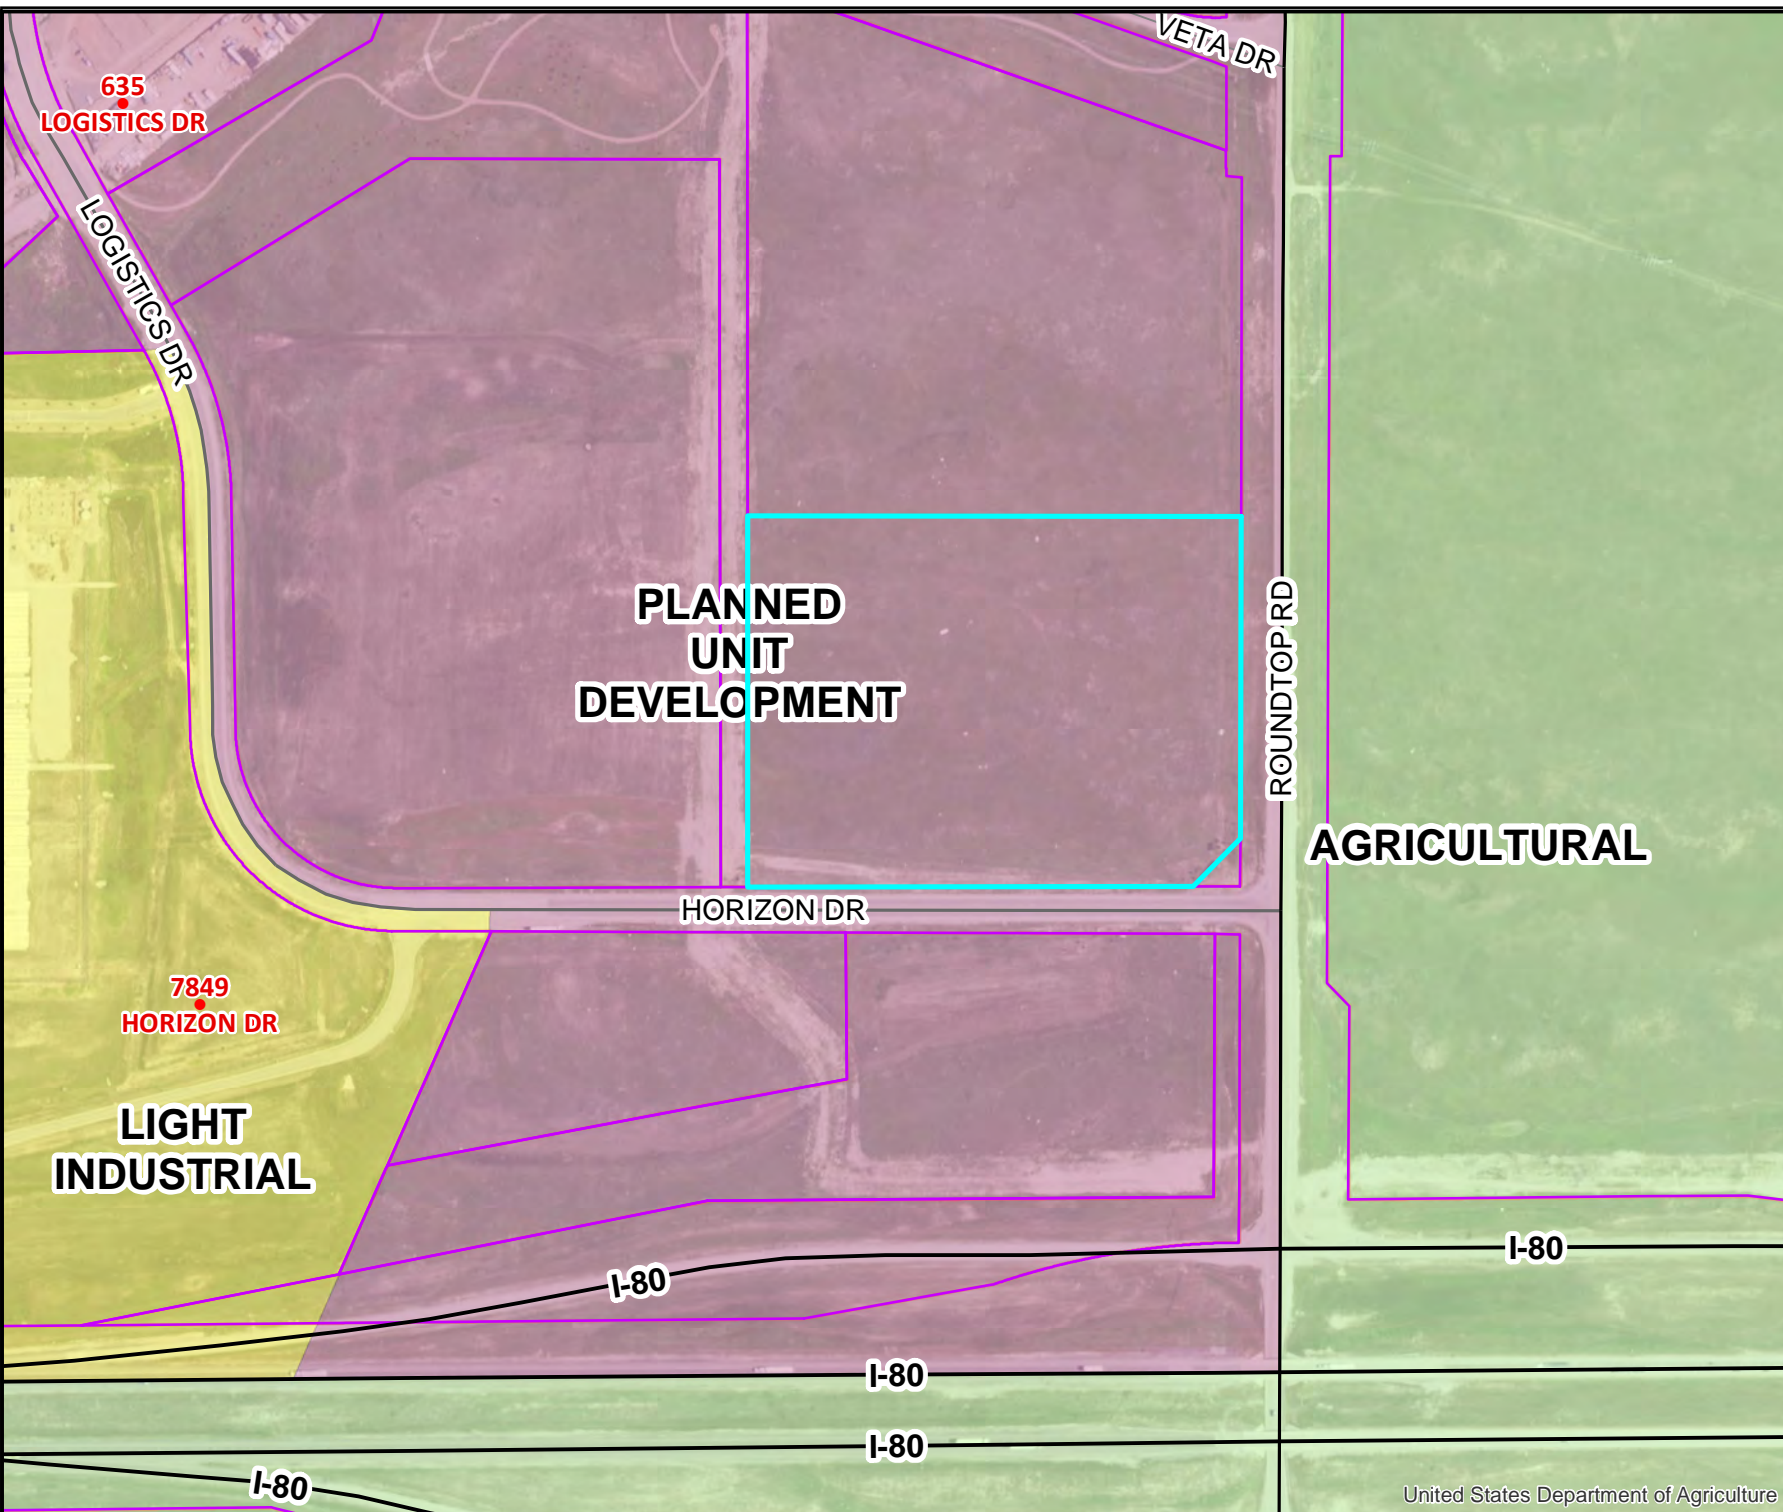 VETA DR
635
LOGISTICS DR
LOGISTICS DR
PLANNED
UNIT
DEVELOPMENT
ROUNDTOP RD
AGRICULTURAL
HORIZON DR
7849
HORIZON DR
LIGHT
INDUSTRIAL
I-80
I-80
I-80
I-80
I-80
United States Department of Agriculture